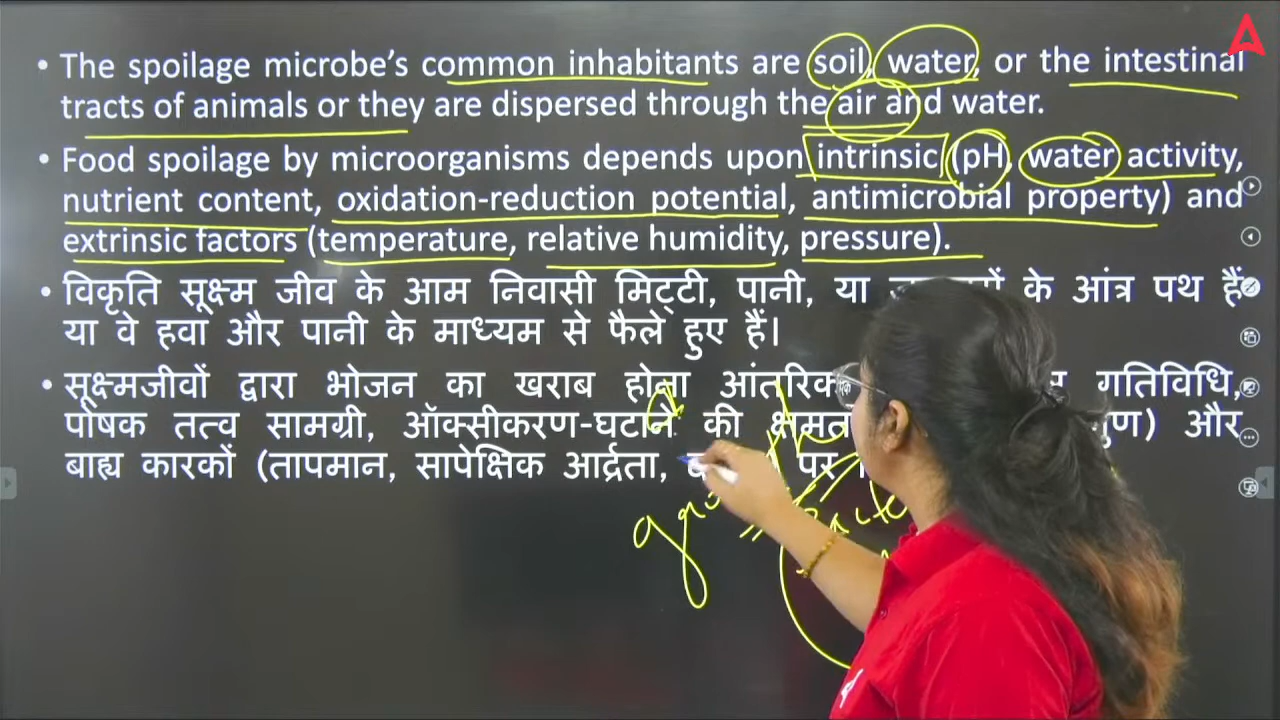 • The spoilage microbe's common inhabitants are soil, water, or the intestinal
tracts of animals or they are dispersed through the air and water.
• Food spoilage by microorganisms depends upon intrinsic (pH, water activity,
nutrient content, oxidation-reduction potential, antimicrobial property) and
extrinsic factors (temperature, relative humidity, pressure).
• विकृति सूक्ष्म जीव के आम निवासी मिट्टी, पानी, या के आंत्र पथ हैं
या वे हवा और पानी के माध्यम से फैले हुए हैं।
• सूक्ष्मजीवों द्वारा भोजन का खराब होना गतिविधि,
पोषक तत्व सामग्री, ऑक्सीकरण-घटाने की और
बाह्य कारकों (तापमान, सापेक्षिक आर्द्रता, पर